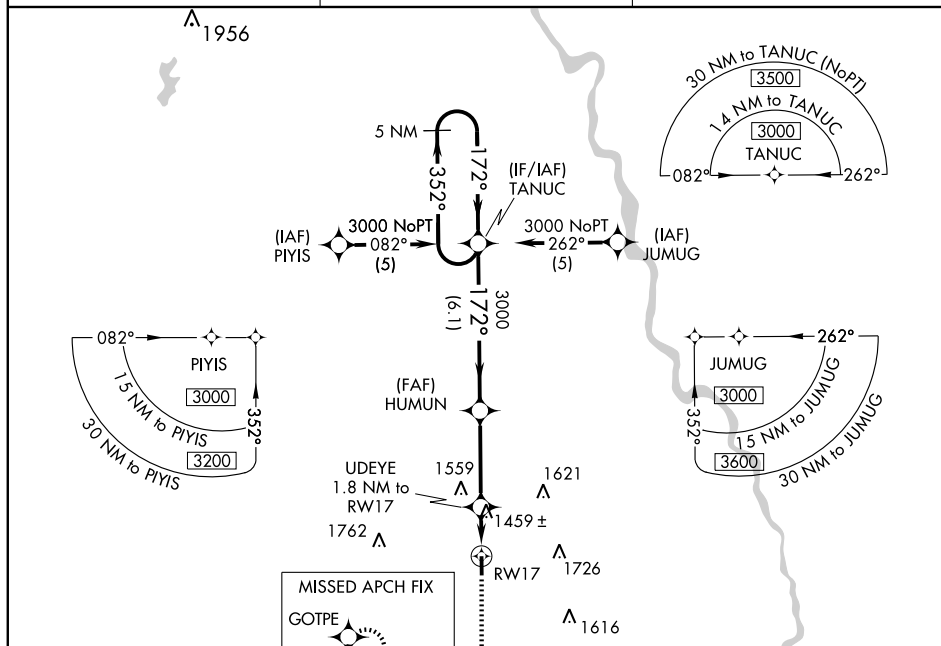 1956
30 NM to TANUC (NoPT)
3500
14 NM to TANUC
3000
TANUC
082°
262°
5 NM
352°
172°
(IF/IAF)
TANUC
(IAF)
PIYIS
3000 NoPT
082°
(5)
3000 NoPT
262°
(5)
(IAF)
JUMUG
3000
172°
(6.1)
082°
PIYIS
3000
15 NM to PIYIS
3200
30 NM to PIYIS
352°
262°
JUMUG
3000
15 NM to JUMUG
3600
30 NM to JUMUG
352°
(FAF)
HUMUN
UDEYE
1.8 NM to
RW17
1559
1621
1459 ±
1762
1726
RW17
1616
MISSED APCH FIX
GOTPE